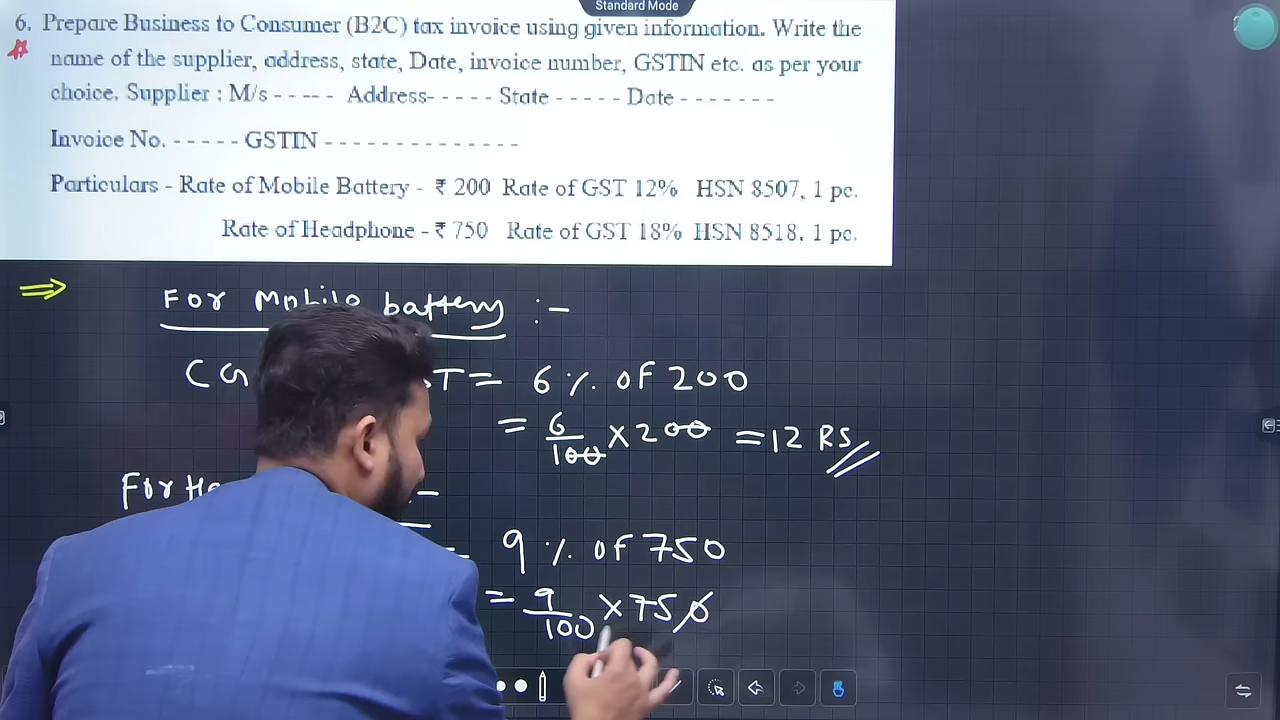 Standard Mode
6. Prepare Business to Consumer (B2C) tax invoice using given information. Write the
name of the supplier, address, state, Date, invoice number, GSTIN etc. as per your
choice. Supplier : M/s - - - - - Address- - - - - State - - - - - Date - - - - - - -
Invoice No. - - - - - GSTIN - - - - - - - - - - - - - -
Particulars - Rate of Mobile Battery - ₹ 200 Rate of GST 12% HSN 8507, 1 pc.
Rate of Headphone - ₹ 750 Rate of GST 18% HSN 8518, 1 pc.
⇒ For Mobile battery :-
CG T = 6 % of 200
= 6/100 × 200 = 12 RS
For -
= 9 % of 750
= 9/100 × 750